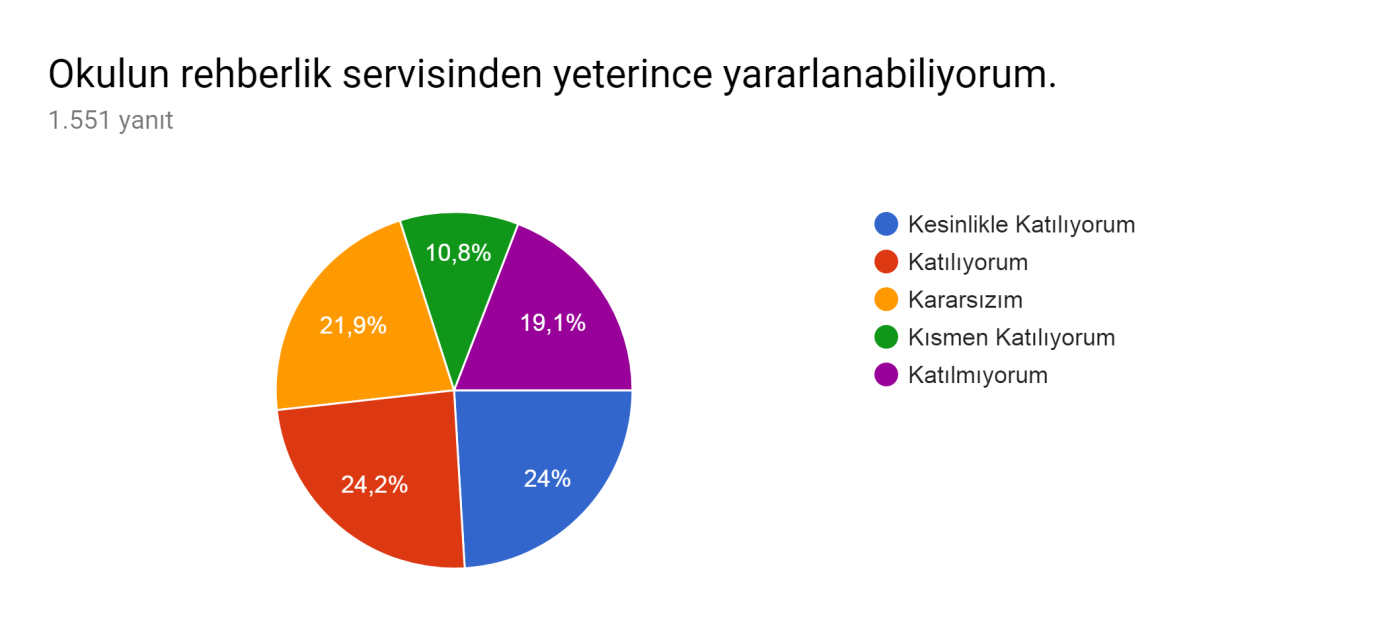 Okulun rehberlik servisinden yeterince yararlanabiliyorum.
1.551 yanıt
Kesinlikle Katılıyorum
Katılıyorum
Kararsızım
Kısmen Katılıyorum
Katılmıyorum
10,8%
21,9%
19,1%
24,2%
24%